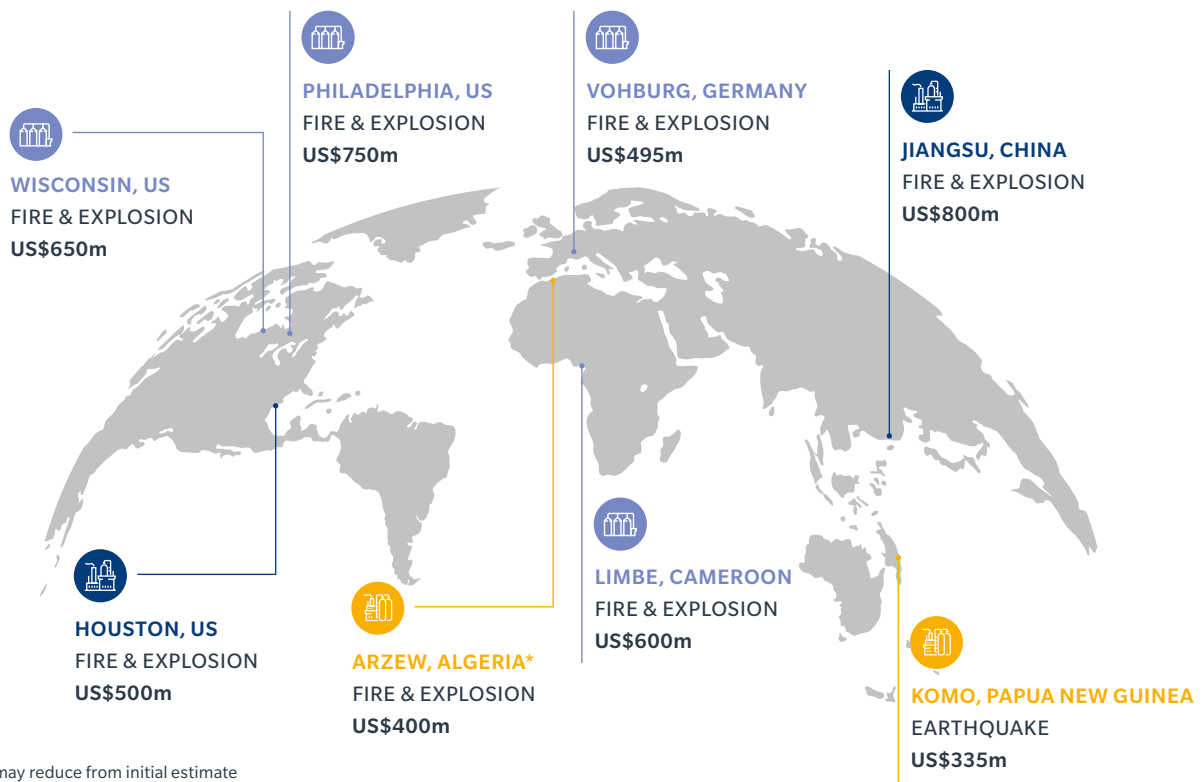 PHILADELPHIA, US
FIRE & EXPLOSION
US$750m
VOHBURG, GERMANY
FIRE & EXPLOSION
US$495m
JIANGSU, CHINA
FIRE & EXPLOSION
US$800m
WISCONSIN, US
FIRE & EXPLOSION
US$650m
LIMBE, CAMEROON
FIRE & EXPLOSION
US$600m
HOUSTON, US
FIRE & EXPLOSION
US$500m
ARZEW, ALGERIA*
FIRE & EXPLOSION
US$400m
KOMO, PAPUA NEW GUINEA
EARTHQUAKE
US$335m
may reduce from initial estimate